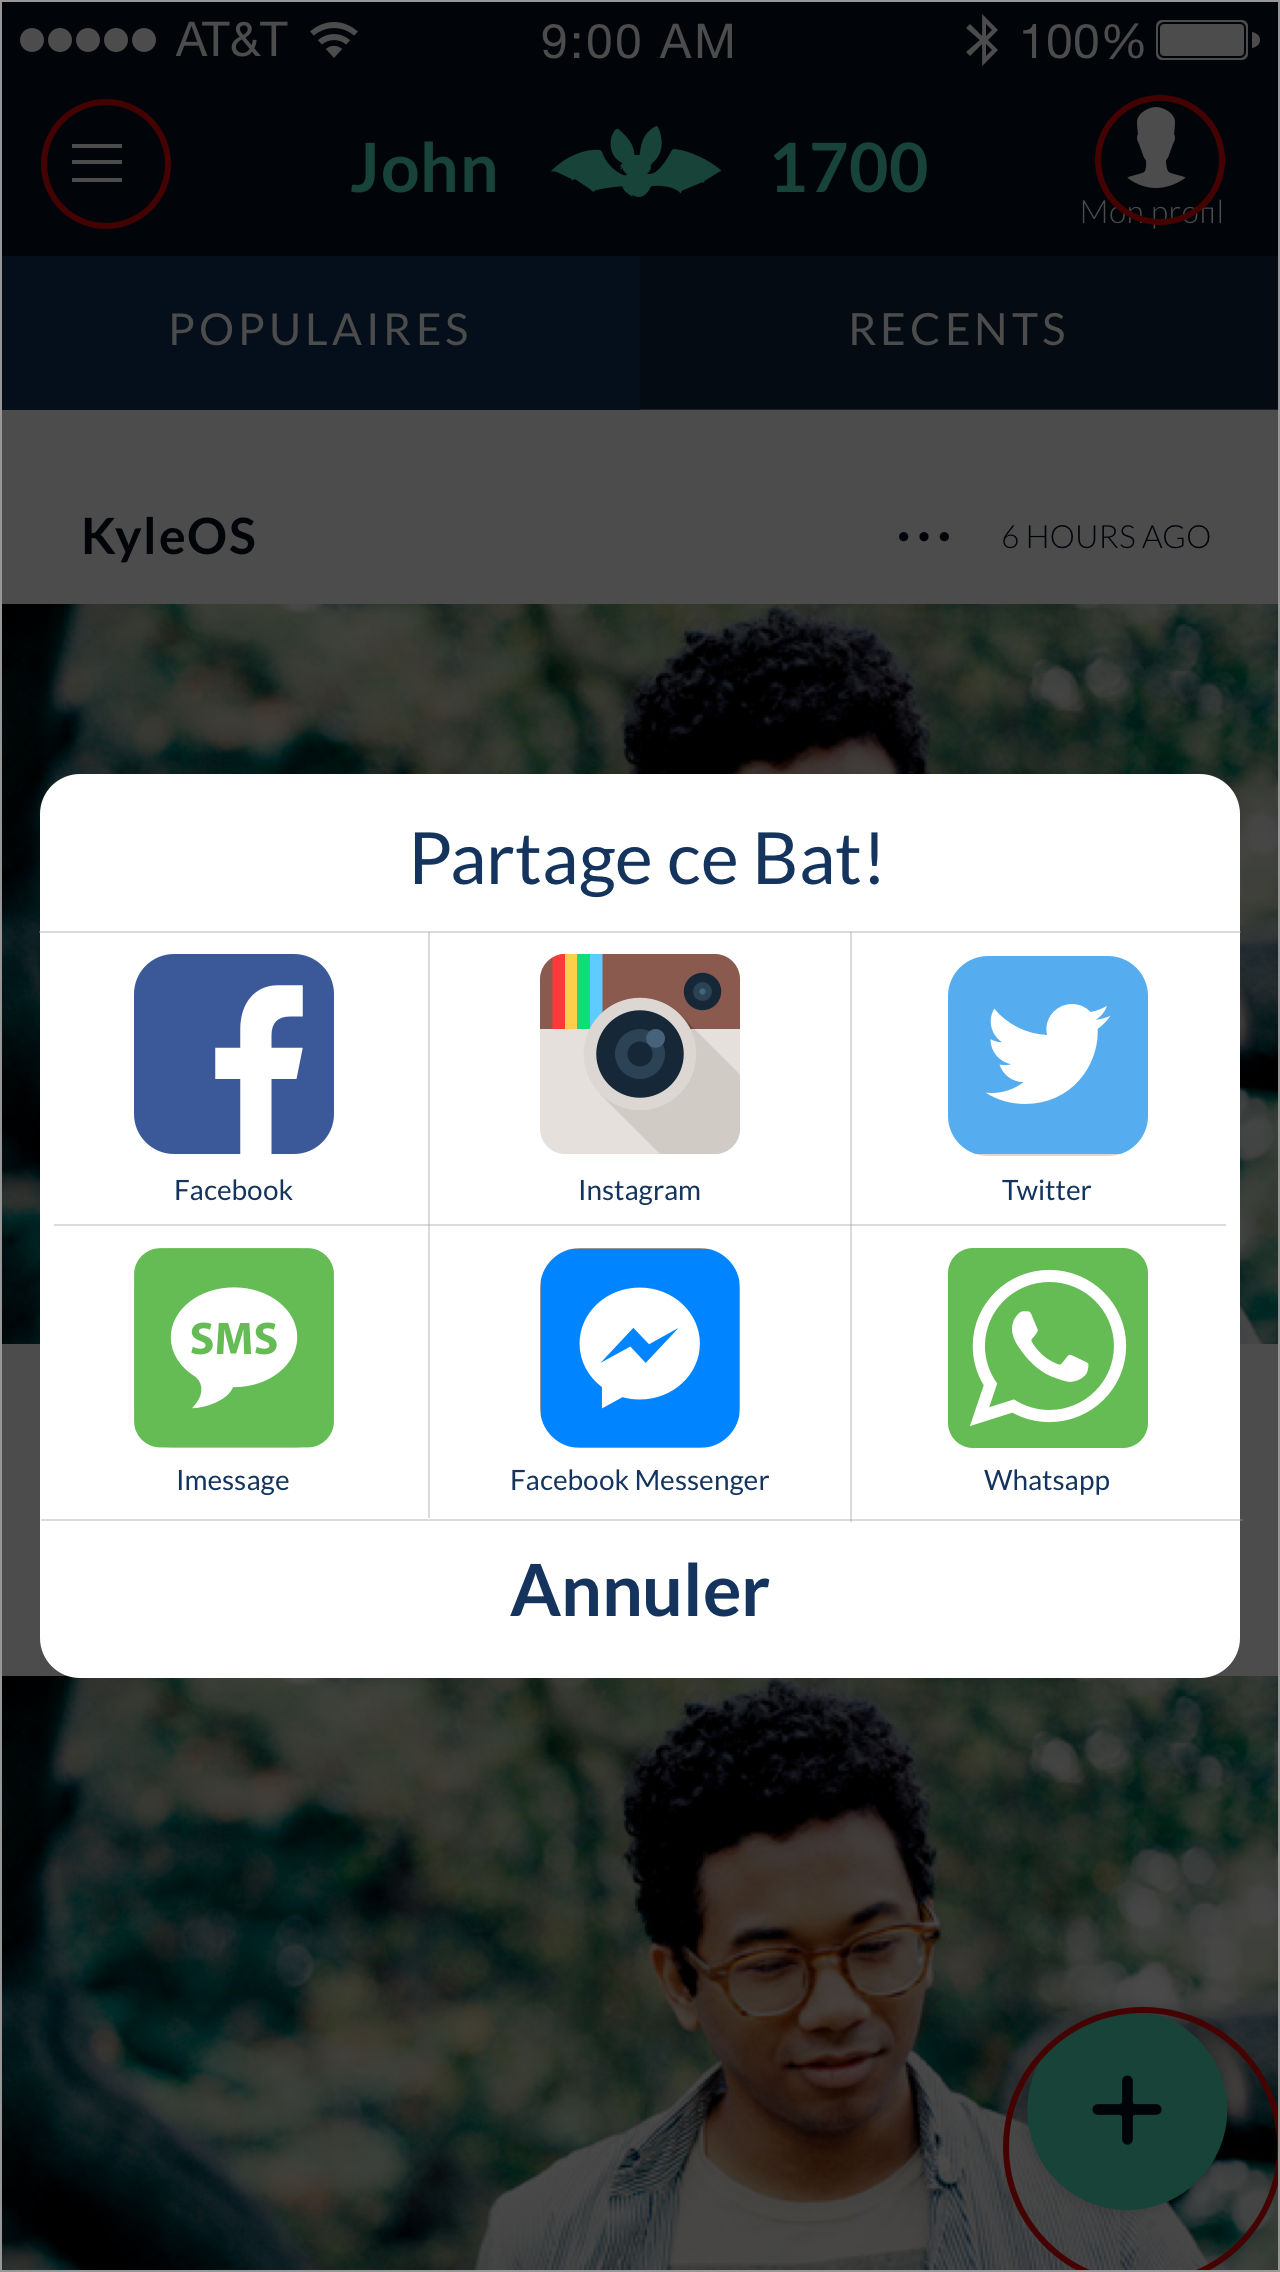 AT&T 9:00 AM 100%
John 1700
Mon profil
POPULAIRES RECENTS
KyleOS ••• 6 HOURS AGO
Partage ce Bat!
Facebook Instagram Twitter
SMS
Imessage Facebook Messenger Whatsapp
Annuler